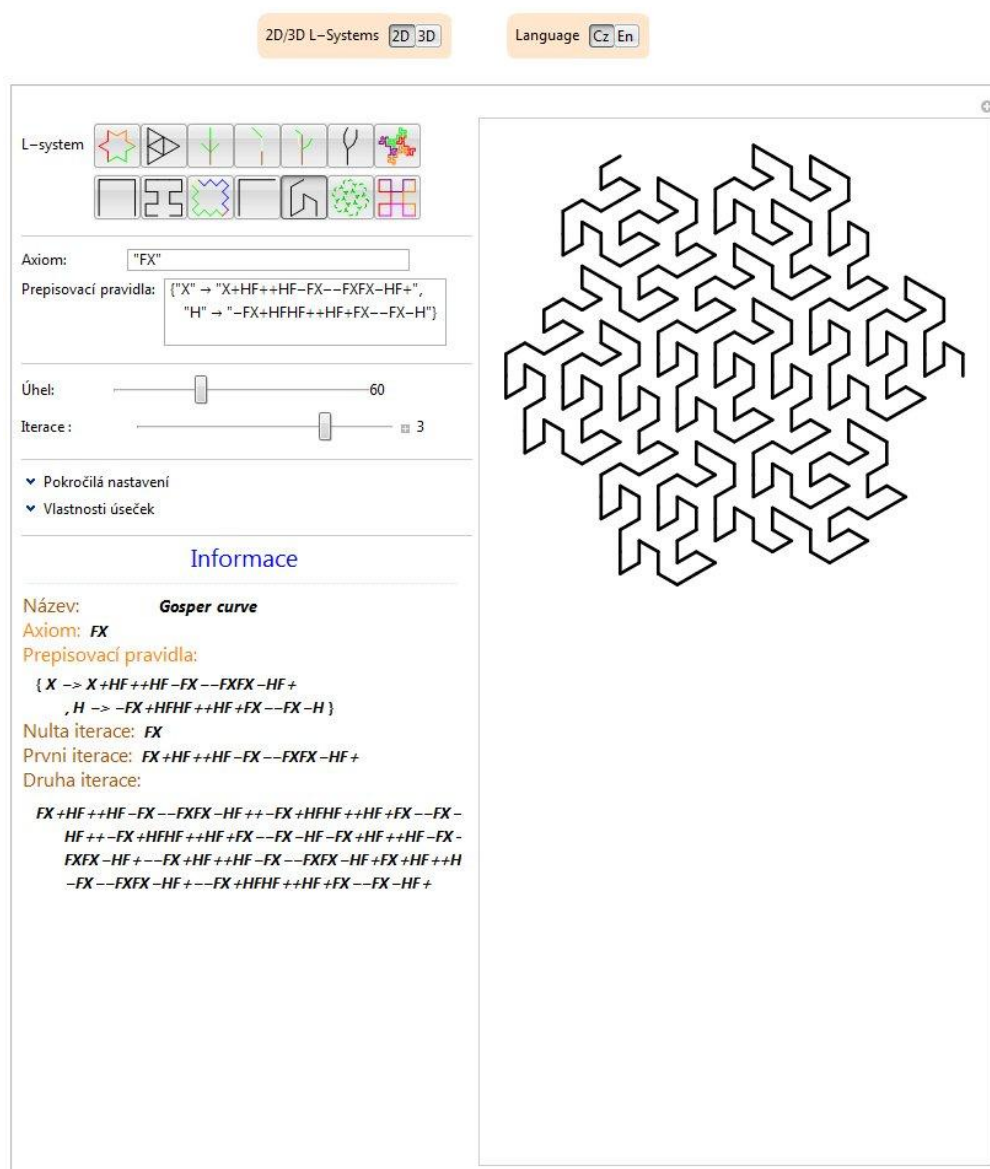 2D/3D L−Systems 2D 3D Language Cz En
L−system
Axiom: "FX"
Prepisovací pravidla: {"X" → "X+HF++HF−FX−−FXFX−HF+",
"H" → "−FX+HFHF++HF+FX−−FX−H"}
Úhel: 60
Iterace : 3
Pokročilá nastavení
Vlastnosti úseček
Informace
Název: Gosper curve
Axiom: FX
Prepisovací pravidla:
{ X −> X +HF ++HF −FX −−FXFX −HF +
, H −> −FX +HFHF ++HF +FX −−FX −H }
Nulta iterace: FX
Prvni iterace: FX +HF ++HF −FX −−FXFX −HF +
Druha iterace:
FX +HF ++HF −FX −−FXFX −HF ++−FX +HFHF ++HF +FX −−FX −
HF ++−FX +HFHF ++HF +FX −−FX −HF −FX +HF ++HF −FX −
FXFX −HF +−−FX +HF ++HF −FX −−FXFX −HF +FX +HF ++H
−FX −−FXFX −HF +−−FX +HFHF ++HF +FX −−FX −HF +